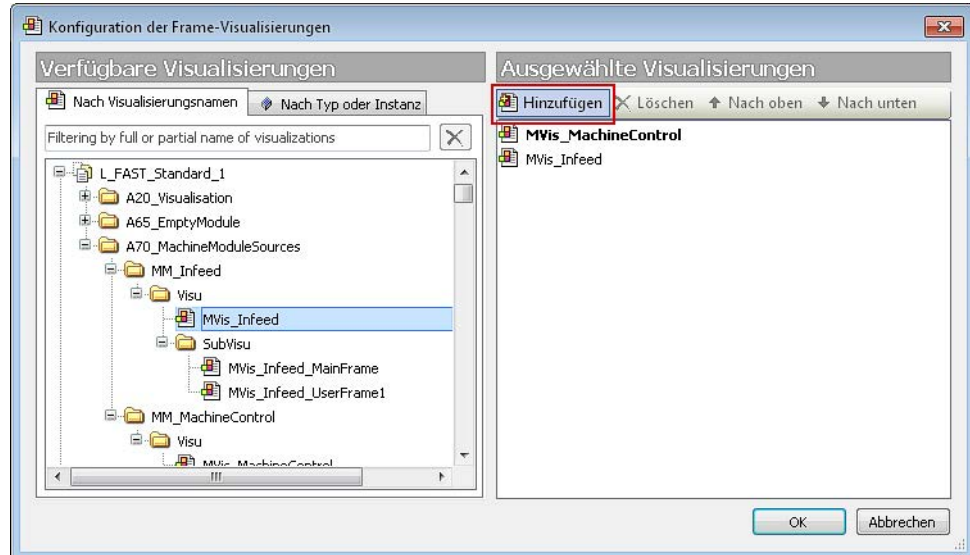 Konfiguration der Frame-Visualisierungen
Verfügbare Visualisierungen
Nach Visualisierungsnamen
Nach Typ oder Instanz
Filtering by full or partial name of visualizations
L_FAST_Standard_1
A20_Visualisation
A65_EmptyModule
A70_MachineModuleSources
MM_Infeed
Visu
MVis_Infeed
SubVisu
MVis_Infeed_MainFrame
MVis_Infeed_UserFrame1
MM_MachineControl
Visu
MVis_MachineControl
Ausgewählte Visualisierungen
Hinzufügen Löschen Nach oben Nach unten
MVis_MachineControl
MVis_Infeed
OK Abbrechen